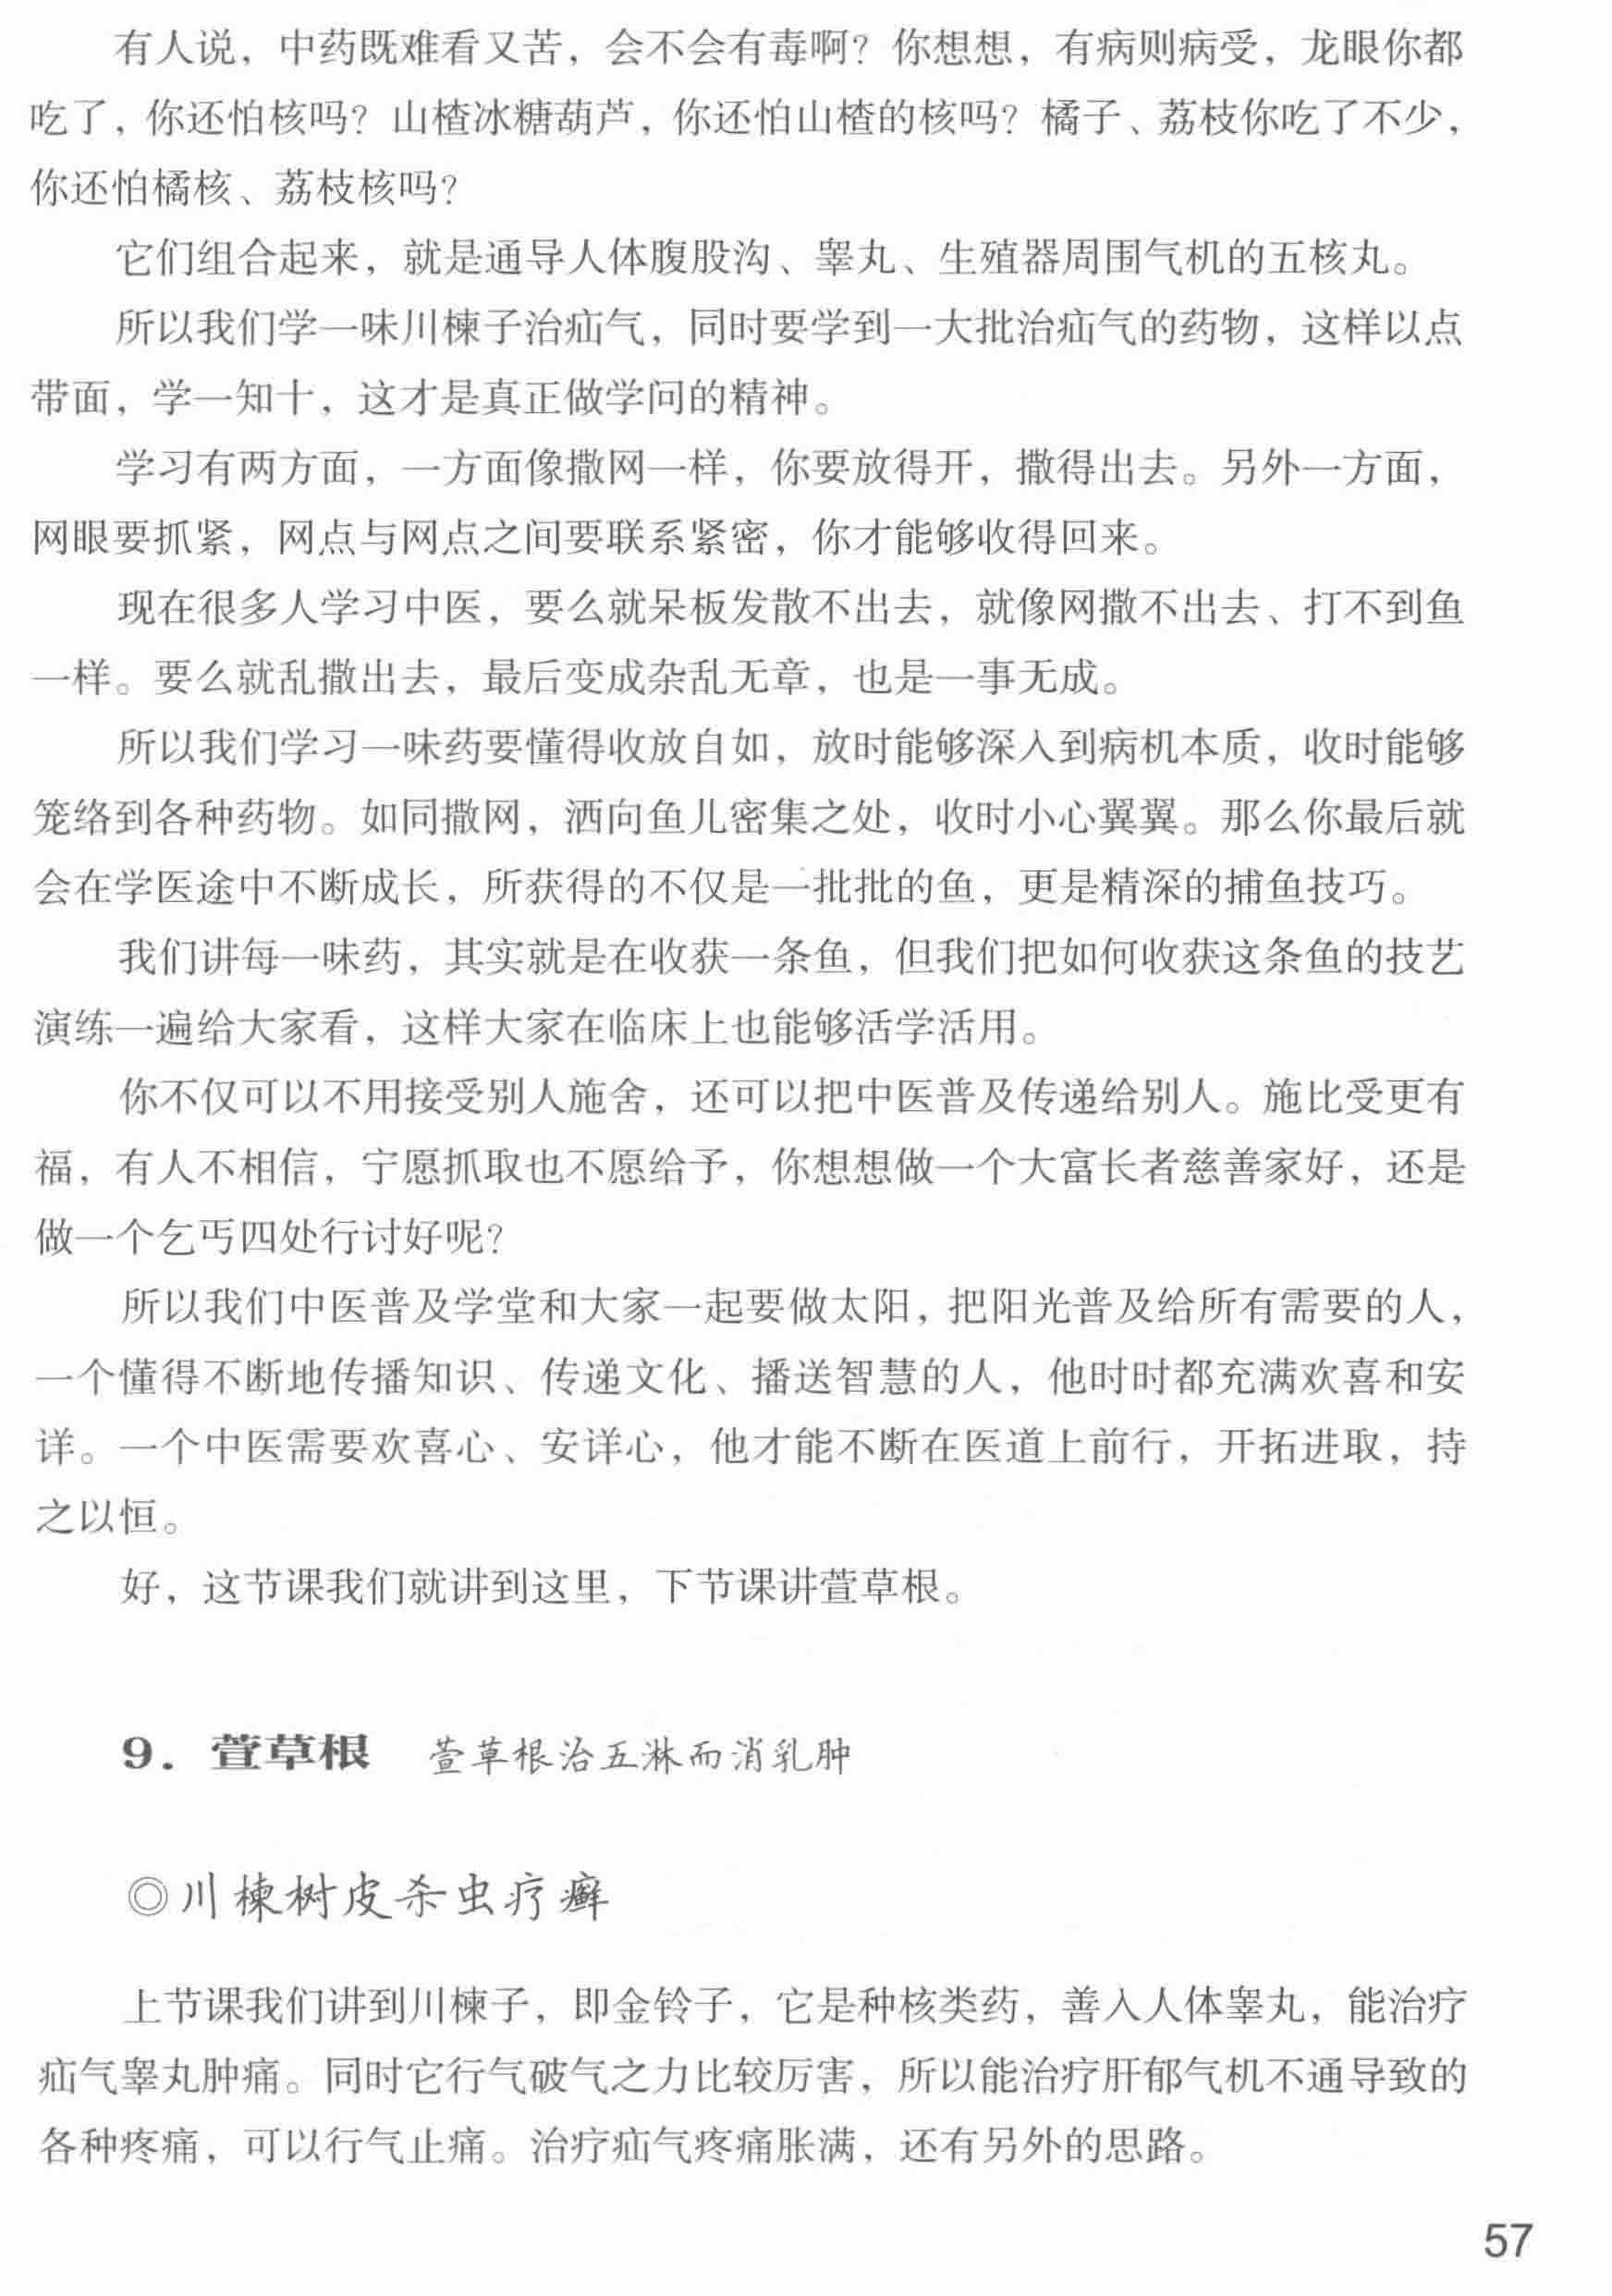 有人说，中药既难看又苦，会不会有毒啊？你想想，有病则病受，龙眼你都
吃了，你还怕核吗？山楂冰糖葫芦，你还怕山楂的核吗？橘子、荔枝你吃了不少，
你还怕橘核、荔枝核吗？
它们组合起来，就是通导人体腹股沟、睾丸、生殖器周围气机的五核丸。
所以我们学一味川楝子治疝气，同时要学到一大批治疝气的药物，这样以点
带面，学一知十，这才是真正做学问的精神。
学习有两方面，一方面像撒网一样，你要放得开，撒得出去。另外一方面，
网眼要抓紧，网点与网点之间要联系紧密，你才能够收得回来。
现在很多人学习中医，要么就呆板发散不出去，就像网撒不出去、打不到鱼
一样。要么就乱撒出去，最后变成杂乱无章，也是一事无成。
所以我们学习一味药要懂得收放自如，放时能够深入到病机本质，收时能够
笼络到各种药物。如同撒网，洒向鱼儿密集之处，收时小心翼翼。那么你最后就
会在学医途中不断成长，所获得的不仅是一批批的鱼，更是精深的捕鱼技巧。
我们讲每一味药，其实就是在收获一条鱼，但我们把如何收获这条鱼的技艺
演练一遍给大家看，这样大家在临床上也能够活学活用。
你不仅可以不用接受别人施舍，还可以把中医普及传递给别人。施比受更有
福，有人不相信，宁愿抓取也不愿给予，你想想做一个大富长者慈善家好，还是
做一个乞丐四处行讨好呢？
所以我们中医普及学堂和大家一起要做太阳，把阳光普及给所有需要的人，
一个懂得不断地传播知识、传递文化、播送智慧的人，他时时都充满欢喜和安
详。一个中医需要欢喜心、安详心，他才能不断在医道上前行，开拓进取，持
之以恒。
好，这节课我们就讲到这里，下节课讲萱草根。
9. 萱草根 萱草根治五淋而消乳肿
◎川楝树皮杀虫疗癣
上节课我们讲到川楝子，即金铃子，它是种核类药，善入人体睾丸，能治疗
疝气睾丸肿痛。同时它行气破气之力比较厉害，所以能治疗肝郁气机不通导致的
各种疼痛，可以行气止痛。治疗疝气疼痛胀满，还有另外的思路。
57